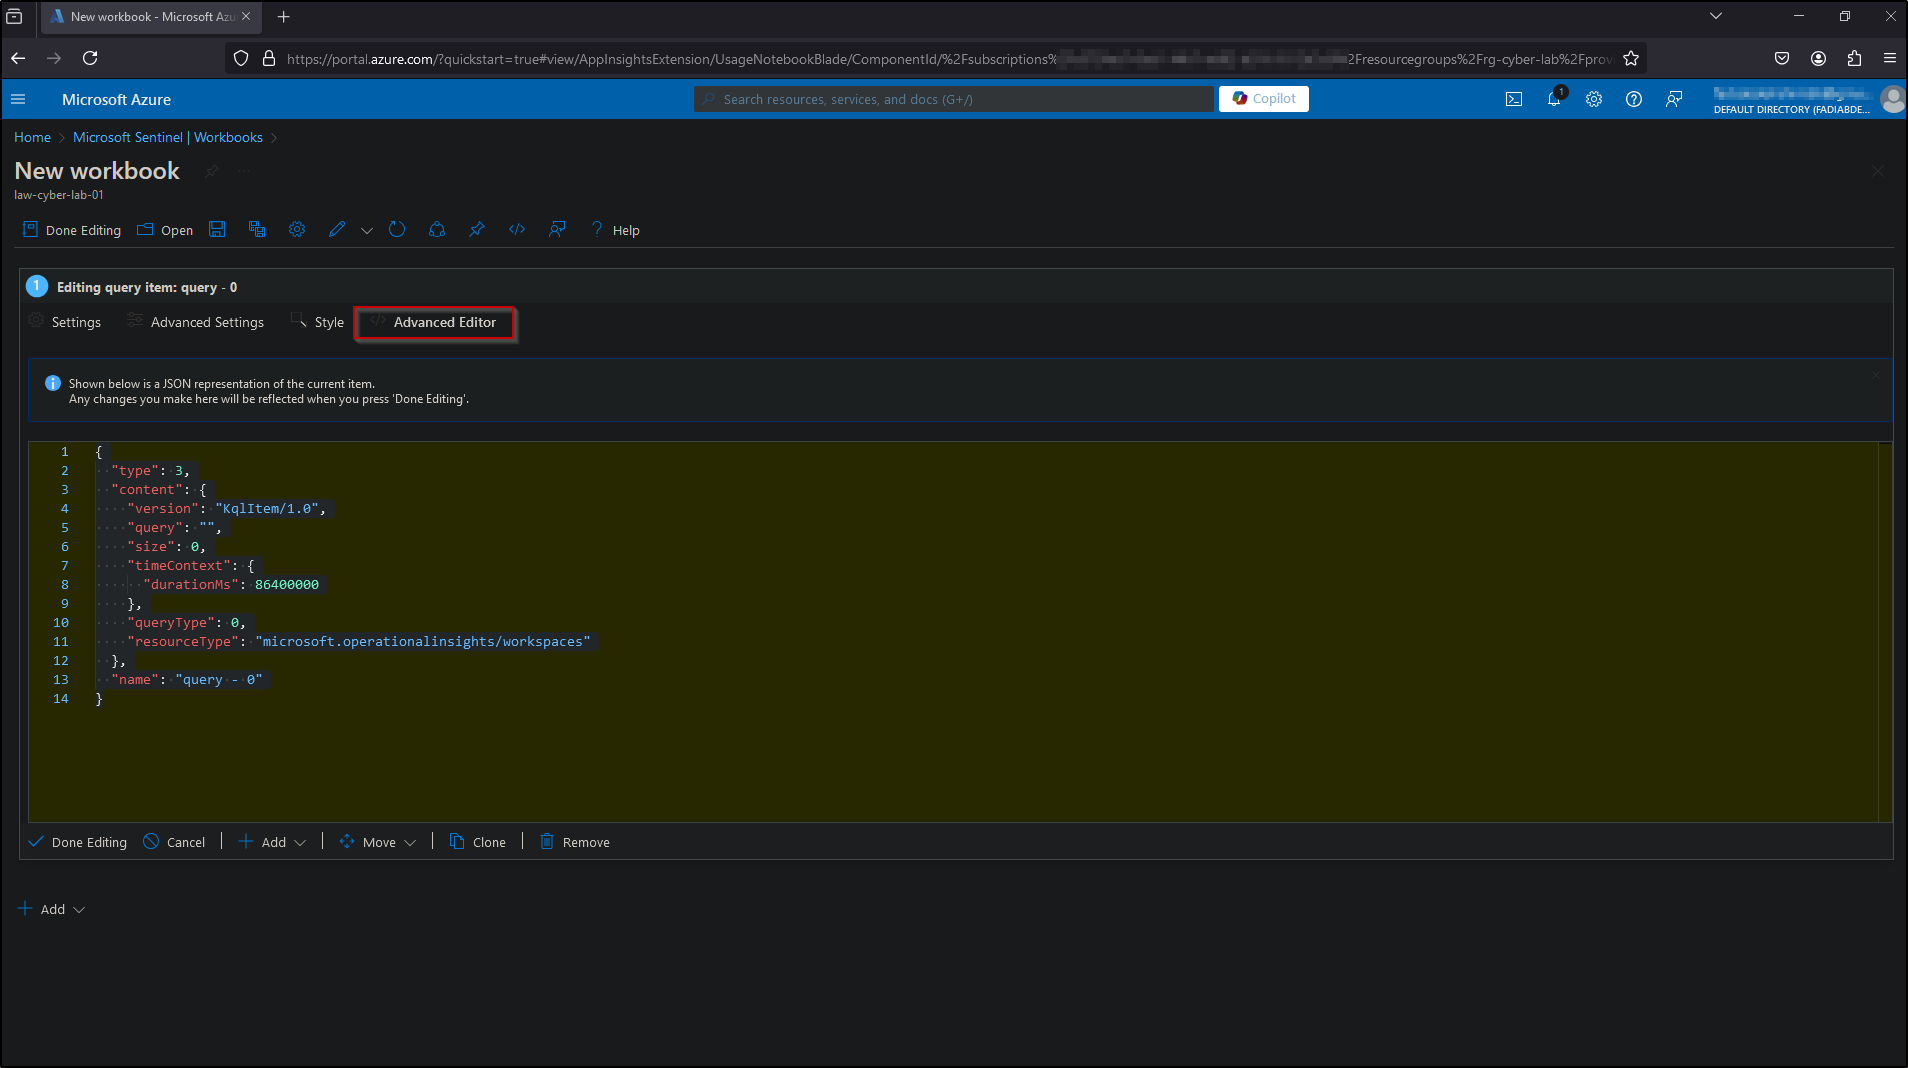 New workbook - Microsoft Azu
https://portal.azure.com/?quickstart=true#view/AppInsightsExtension/UsageNotebookBlade/ComponentId/%2Fsubscriptions% 2Fresourcegroups%2Frg-cyber-lab%2Fprov
Microsoft Azure
Search resources, services, and docs (G+/)
Copilot
1
DEFAULT DIRECTORY (FADIABDE...
Home > Microsoft Sentinel | Workbooks >
New workbook
law-cyber-lab-01
Done Editing Open Help
1 Editing query item: query - 0
Settings Advanced Settings Style Advanced Editor
Shown below is a JSON representation of the current item.
Any changes you make here will be reflected when you press 'Done Editing'.
1 {
2 "type": 3,
3 "content": {
4 "version": "KqlItem/1.0",
5 "query": "",
6 "size": 0,
7 "timeContext": {
8 "durationMs": 86400000
9 },
10 "queryType": 0,
11 "resourceType": "microsoft.operationalinsights/workspaces"
12 },
13 "name": "query - 0"
14 }
Done Editing Cancel Add Move Clone Remove
Add